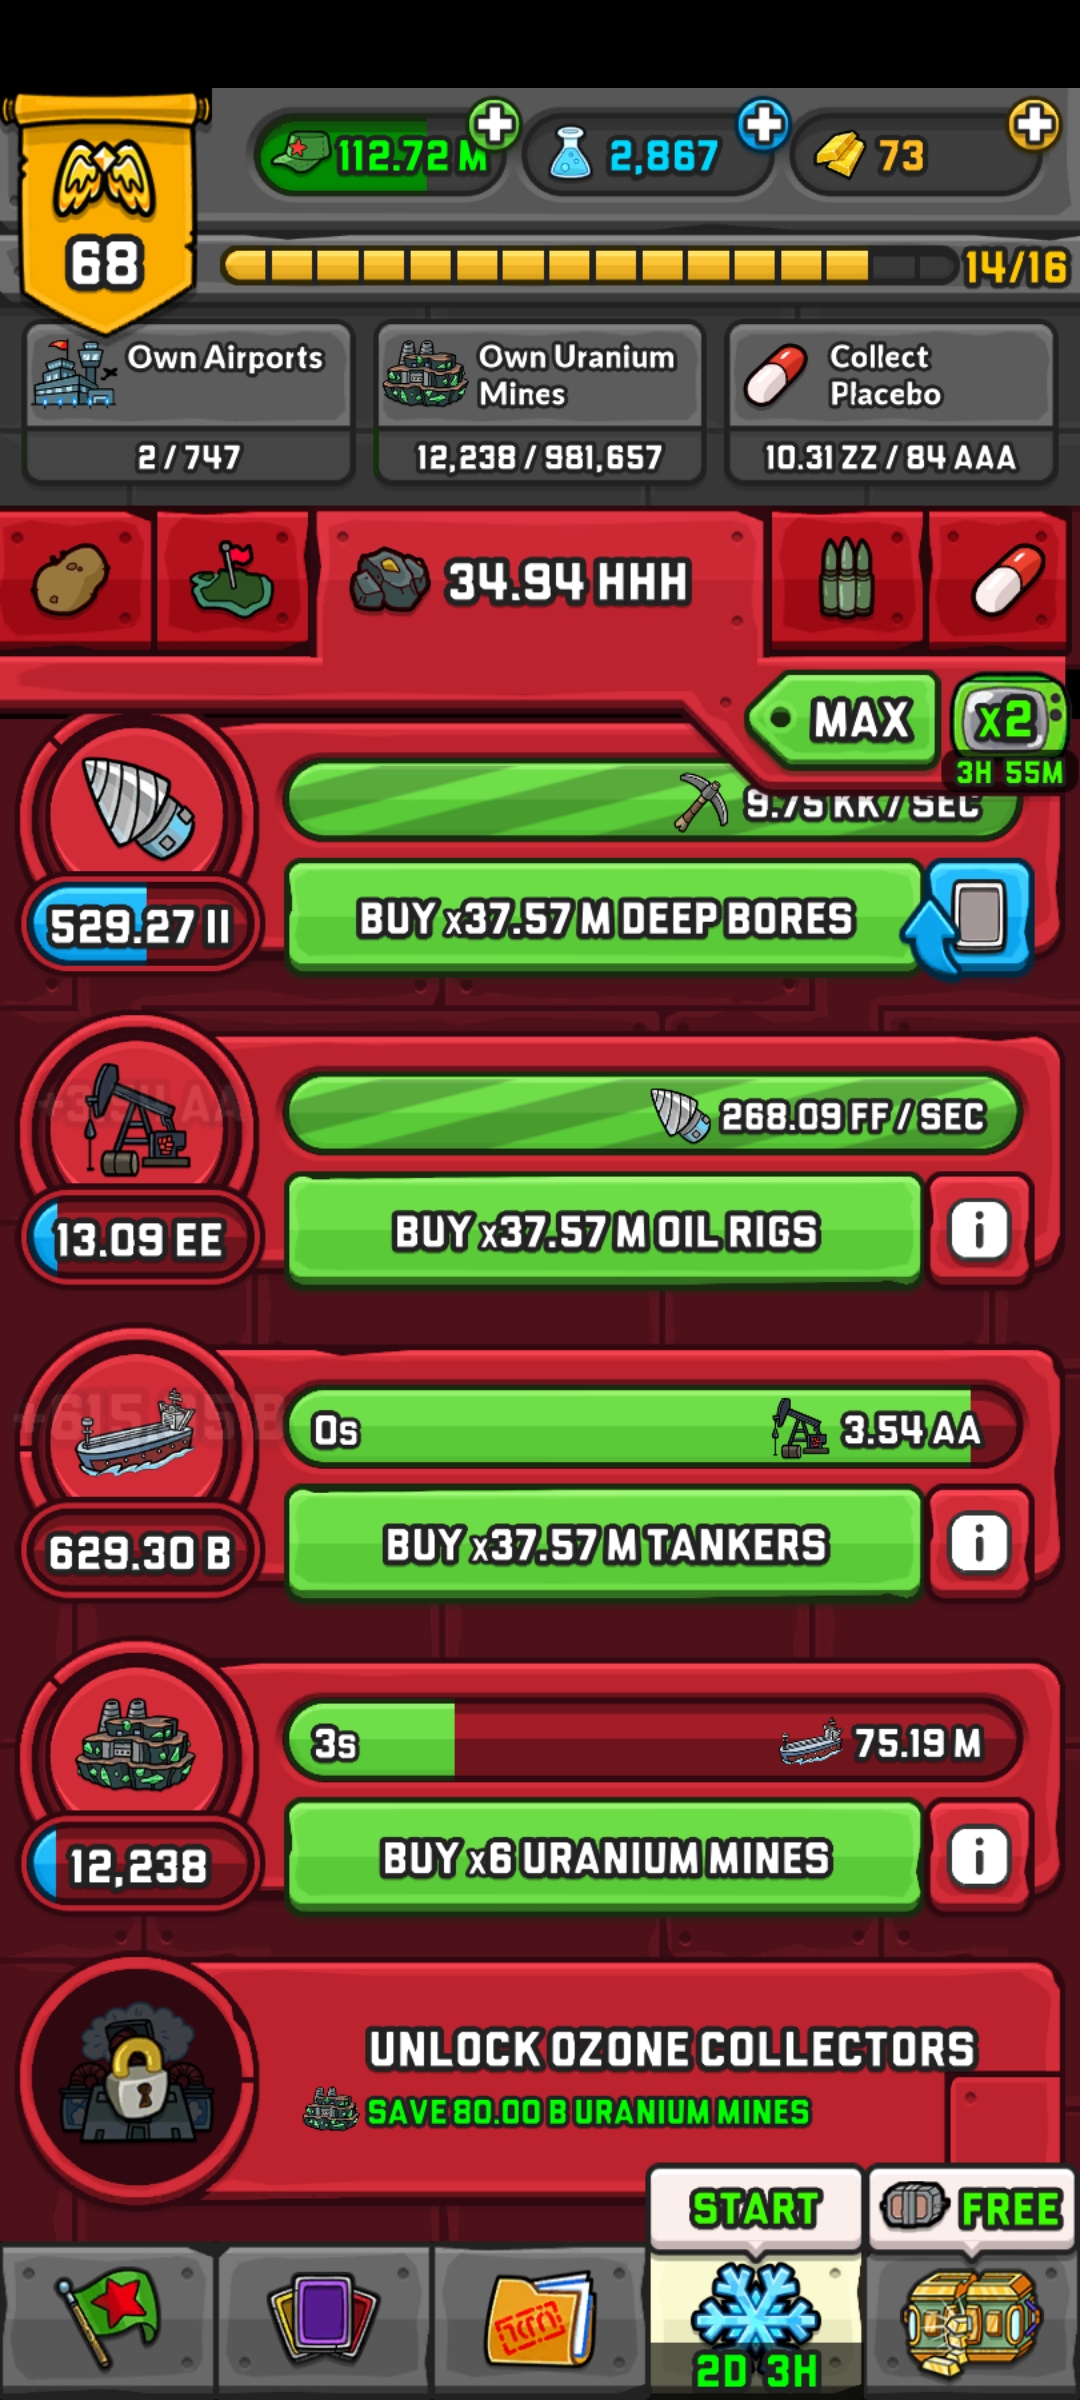 112.72 M
2,867
73
68
14/16
Own Airports
2 / 747
Own Uranium
Mines
12,238 / 981,657
Collect
Placebo
10.31 ZZ / 84 AAA
34.94 HHH
MAX
x2
3H 55M
9.75 KK / SEC
529.27 II
BUY x37.57 M DEEP BORES
268.09 FF / SEC
13.09 EE
BUY x37.57 M OIL RIGS
i
0s
3.54 AA
629.30 B
BUY x37.57 M TANKERS
i
3s
75.19 M
12,238
BUY x6 URANIUM MINES
i
UNLOCK OZONE COLLECTORS
SAVE 80.00 B URANIUM MINES
START
FREE
2D 3H